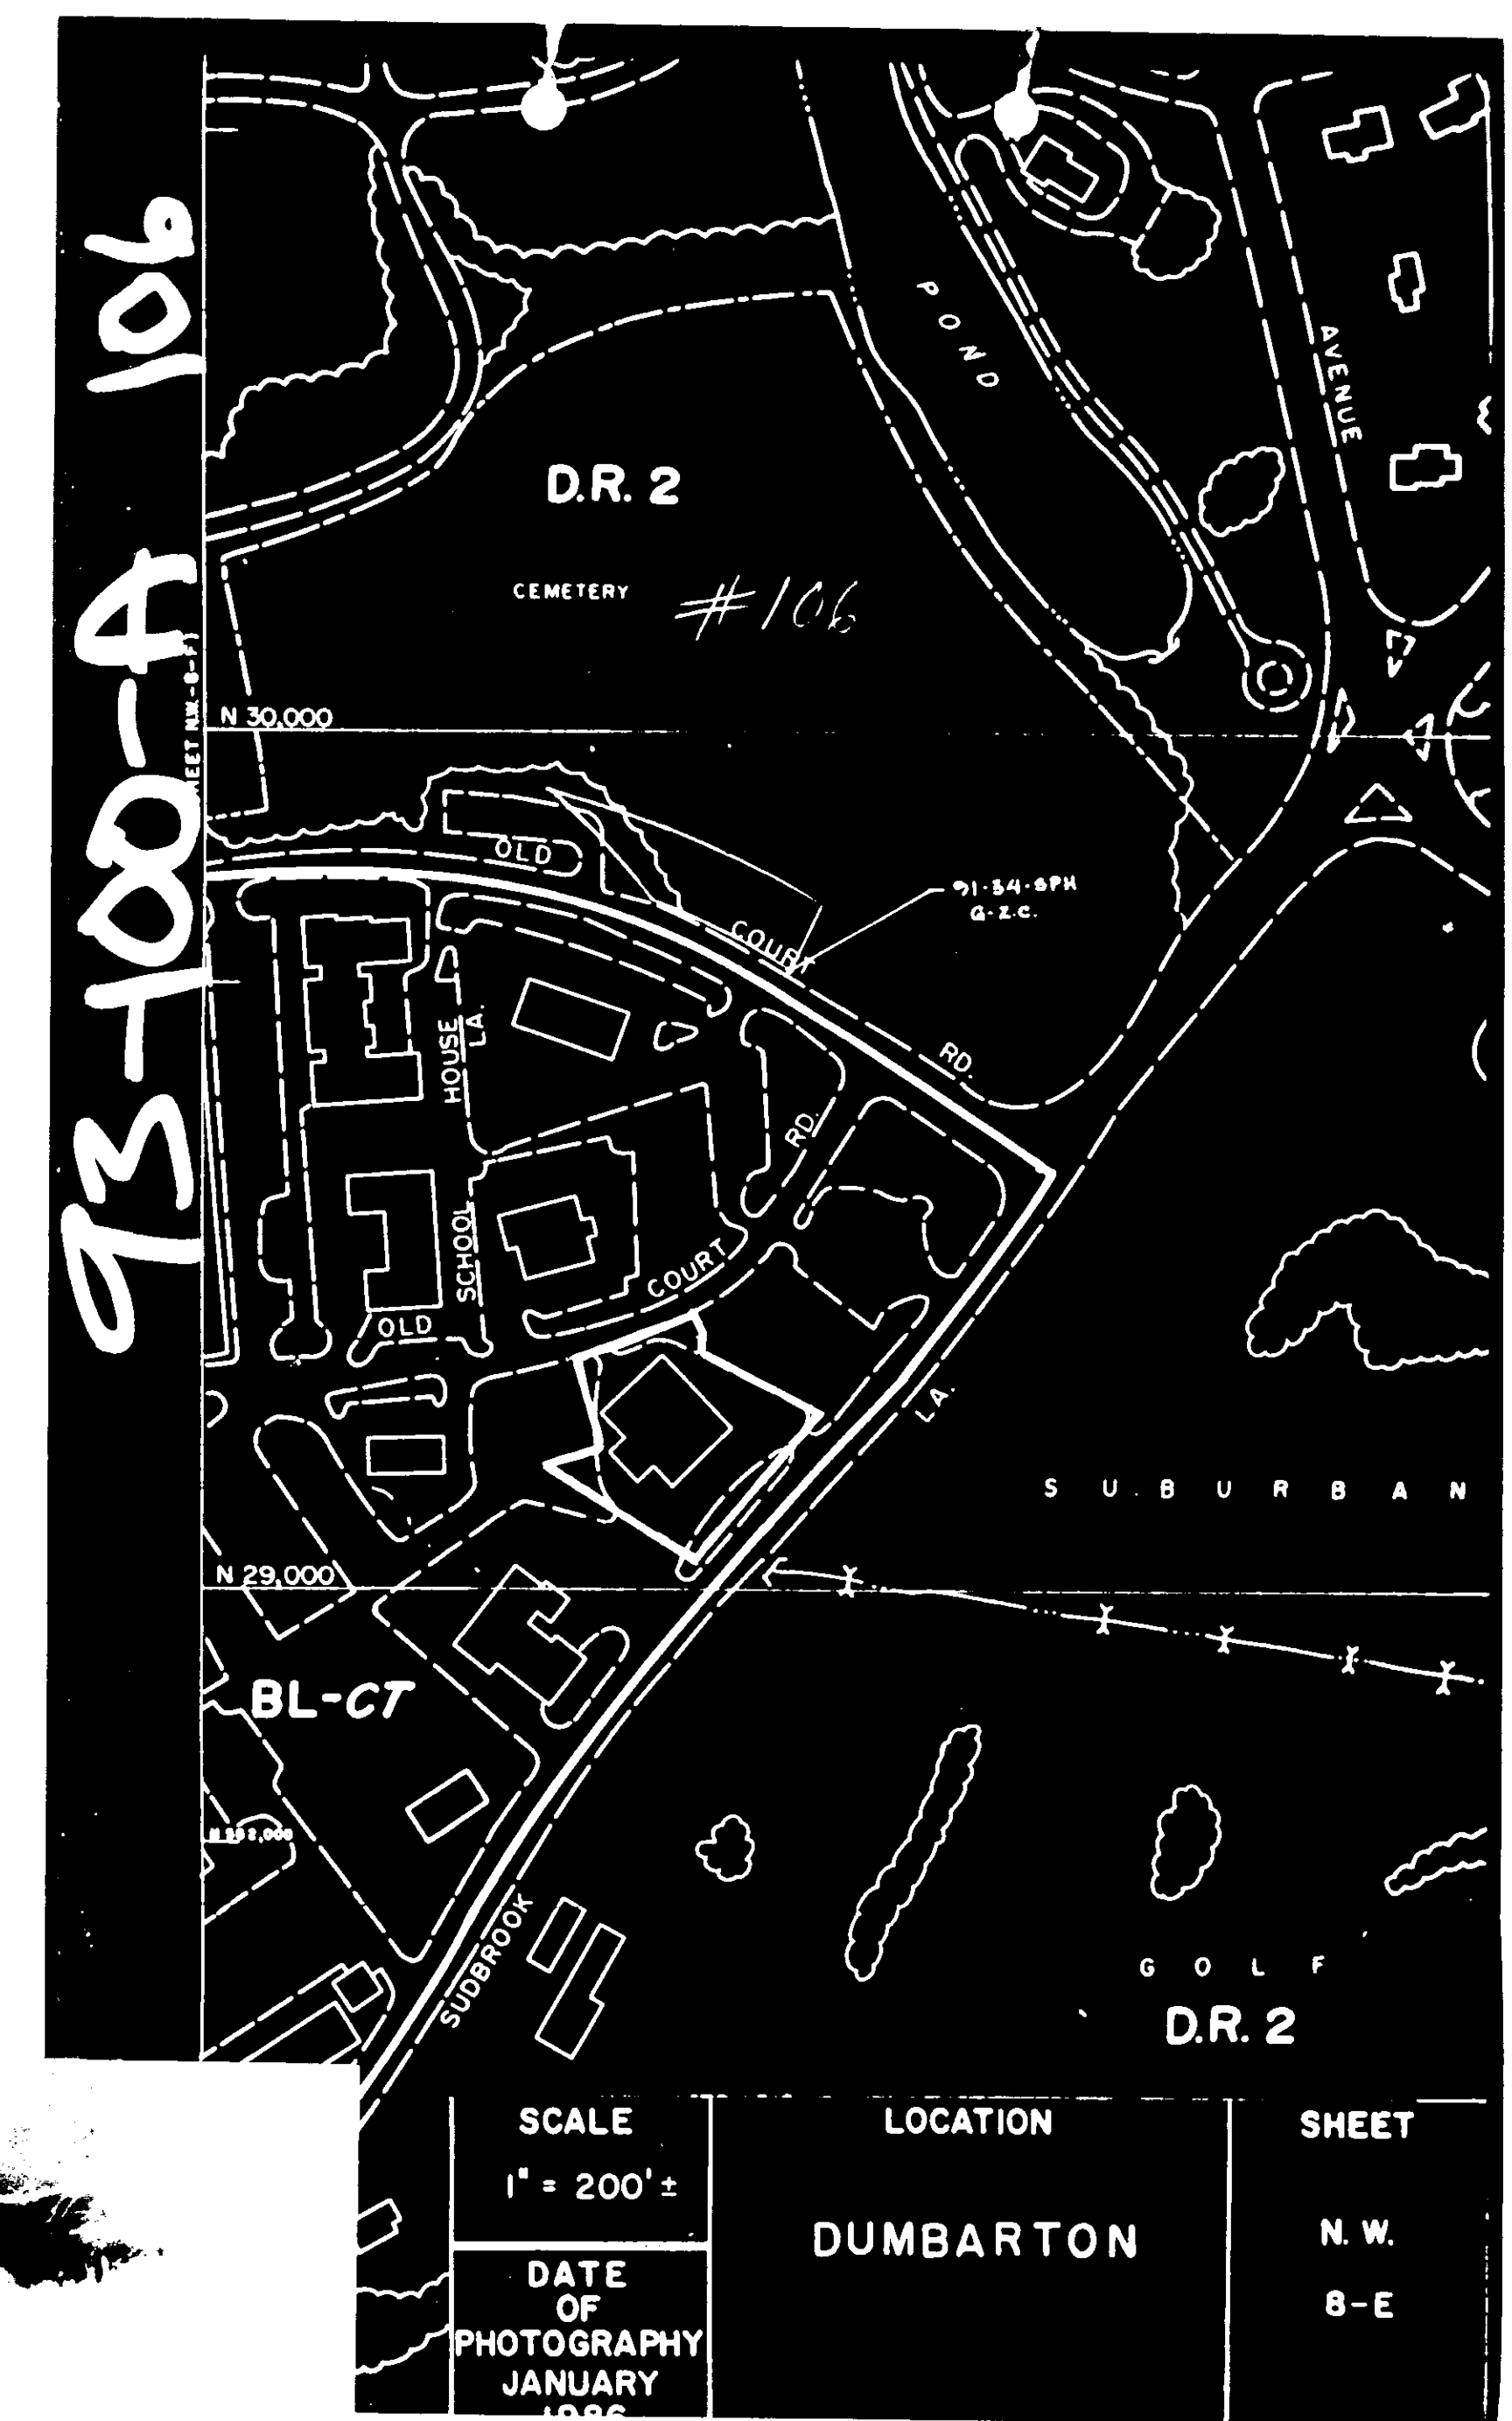 93-108-A 106
POND
AVENUE
D.R. 2
CEMETERY
#106
N 30,000
OLD
91-54-SPH
COURT
RD.
HOUSE
LA.
RD.
SCHOOL
COURT
OLD
LA.
SUBURBAN
N 29,000
BL-CT
SUDBROOK
GOLF
D.R. 2
SCALE
1" = 200'±
LOCATION
DUMBARTON
SHEET
N. W.
8-E
DATE
OF
PHOTOGRAPHY
JANUARY